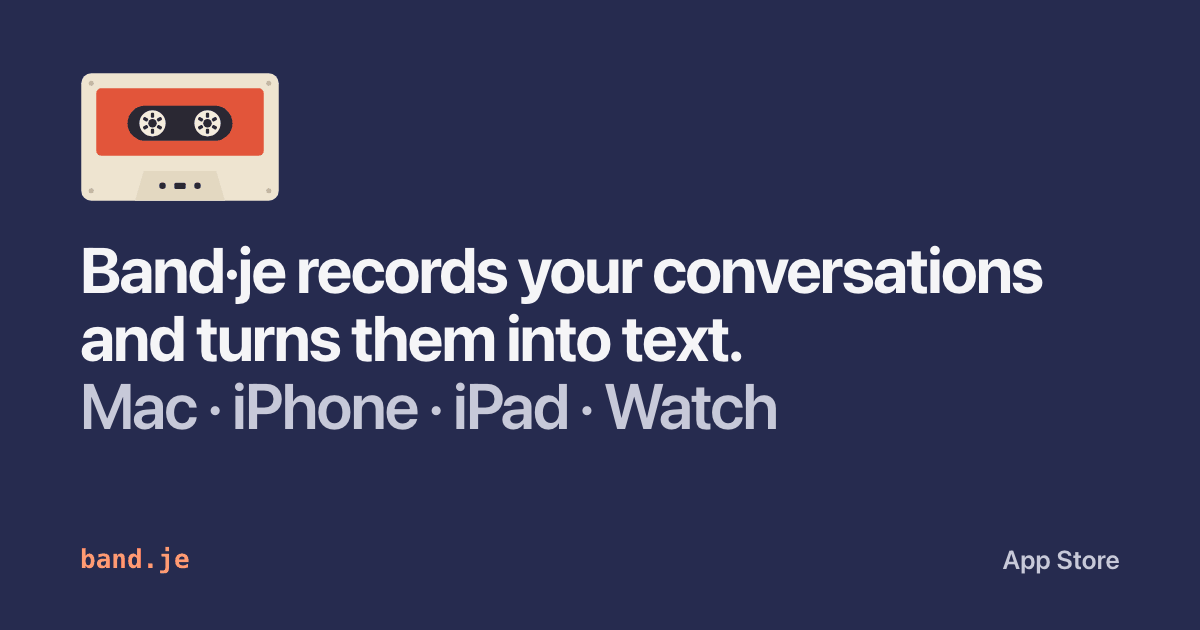 Band·je records your conversations
and turns them into text.
Mac · iPhone · iPad · Watch
band.je
App Store